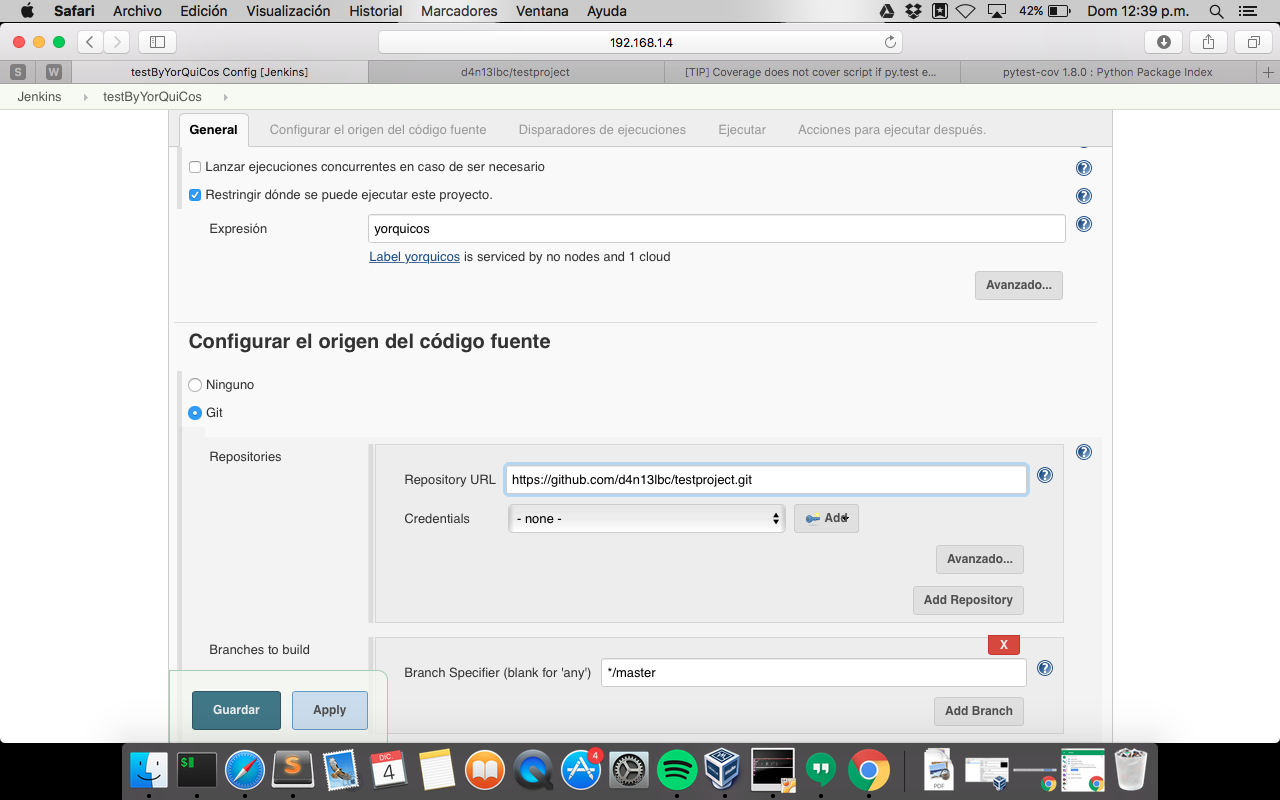 Safari Archivo Edición Visualización Historial Marcadores Ventana Ayuda 42% Dom 12:39 p.m.
192.168.1.4
S W testByYorQuiCos Config [Jenkins] d4n13lbc/testproject [TIP] Coverage does not cover script if py.test e... pytest-cov 1.8.0 : Python Package Index
Jenkins testByYorQuiCos
General Configurar el origen del código fuente Disparadores de ejecuciones Ejecutar Acciones para ejecutar después.
Lanzar ejecuciones concurrentes en caso de ser necesario
Restringir dónde se puede ejecutar este proyecto.
Expresión yorquicos
Label yorquicos is serviced by no nodes and 1 cloud
Avanzado...
Configurar el origen del código fuente
Ninguno
Git
Repositories
Repository URL https://github.com/d4n13lbc/testproject.git
Credentials - none - Add
Avanzado...
Add Repository
Branches to build
X
Branch Specifier (blank for 'any') */master
Guardar Apply Add Branch
$
S
DIC.
4
4
PDF